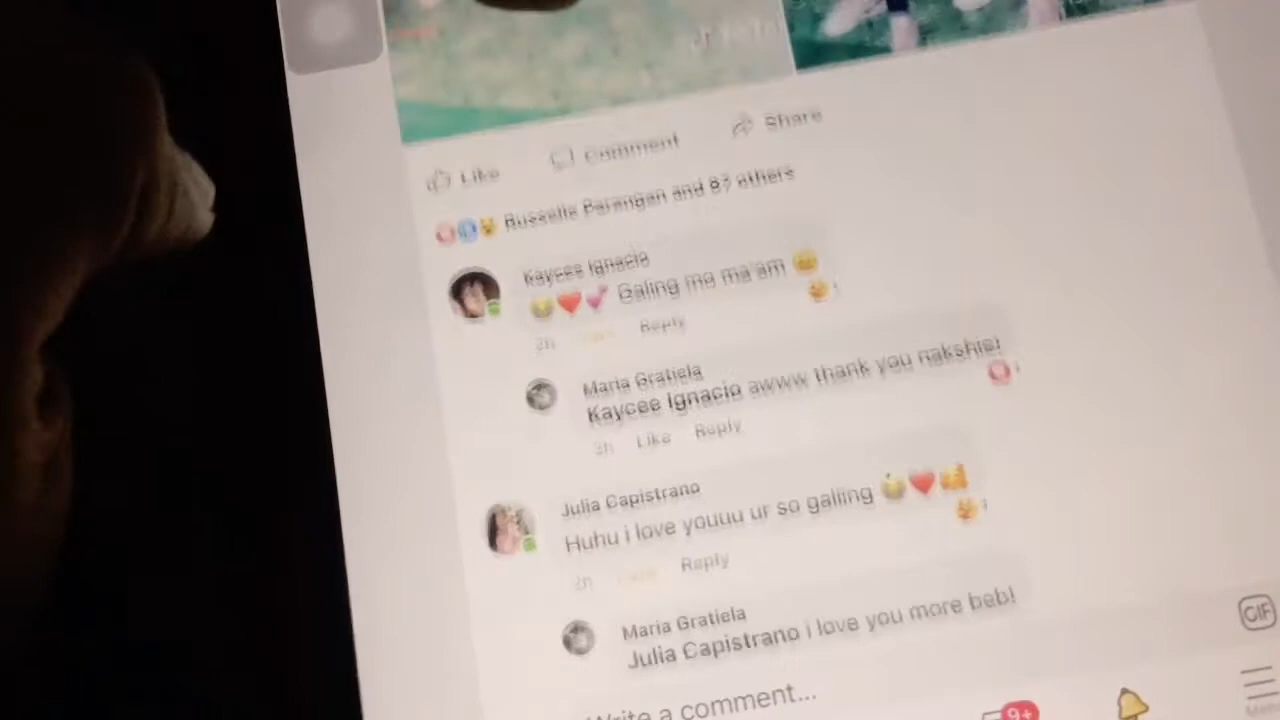 Like
Comment
Share
Russelle Parangan and 87 others
Kaycee Ignacio
Galing mo ma'am
Reply
Maria Gratiela
Kaycee Ignacio awww thank you nakshie!
Like Reply
Julia Capistrano
Huhu i love youuu ur so galiing
2h Reply
Maria Gratiela
Julia Capistrano i love you more beb!
GIF
Write a comment...
9+